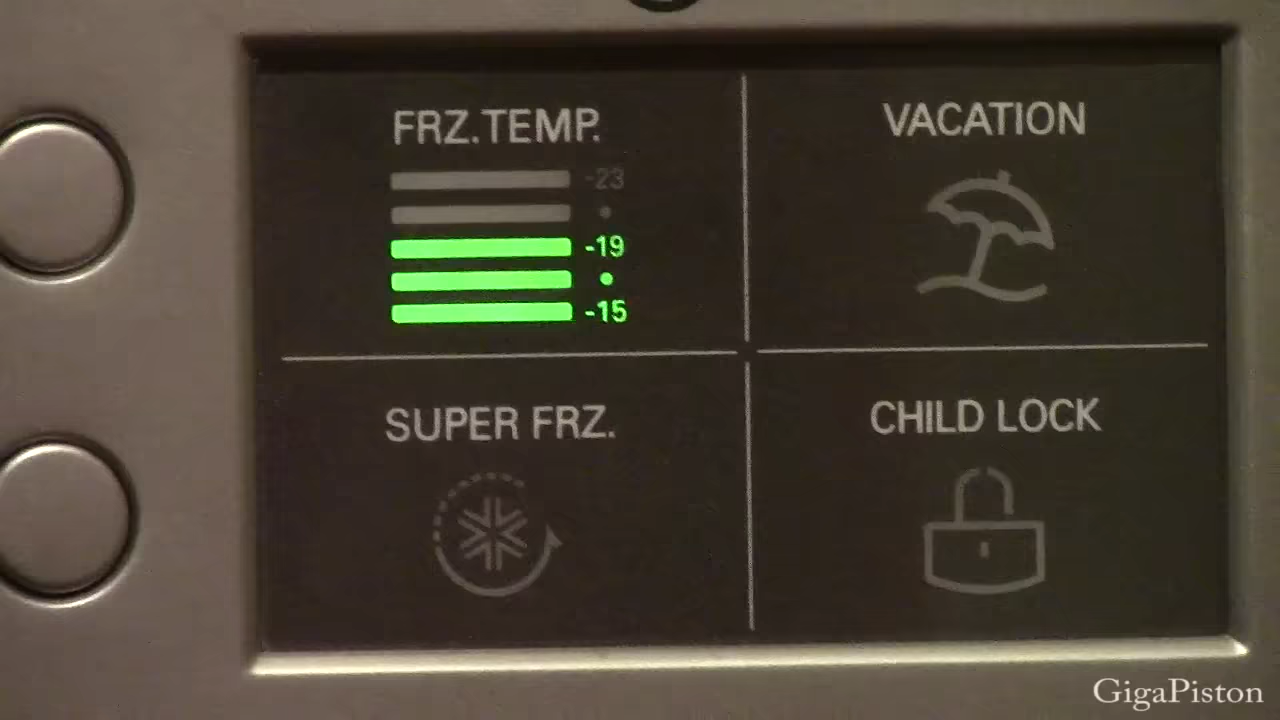 FRZ.TEMP.
-23
-19
-15
VACATION
SUPER FRZ.
CHILD LOCK
GigaPiston